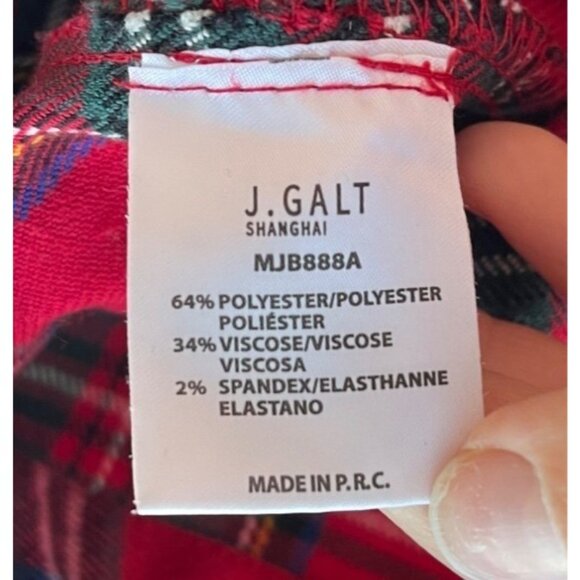 J.GALT
SHANGHAI
MJB888A
64% POLYESTER/POLYESTER
POLIÉSTER
34% VISCOSE/VISCOSE
VISCOSA
2% SPANDEX/ELASTHANNE
ELASTANO
MADE IN P.R.C.